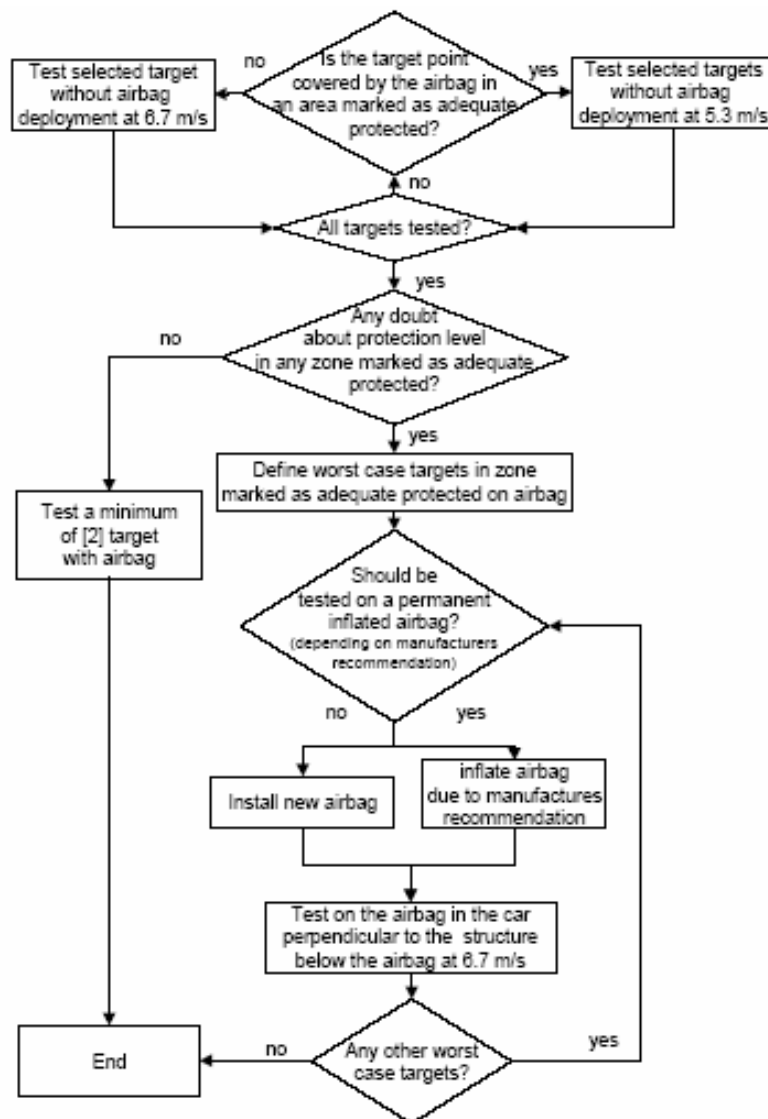 no
Is the target point
covered by the airbag in
an area marked as adequate
protected?
yes
Test selected target
without airbag
deployment at 6.7 m/s
Test selected targets
without airbag
deployment at 5.3 m/s
no
All targets tested?
yes
Any doubt
about protection level
in any zone marked as adequate
protected?
no
yes
Define worst case targets in zone
marked as adequate protected on airbag
Test a minimum
of [2] target
with airbag
Should be
tested on a permanent
inflated airbag?
(depending on manufacturers
recommendation)
no
yes
Install new airbag
inflate airbag
due to manufactures
recommendation
Test on the airbag in the car
perpendicular to the structure
below the airbag at 6.7 m/s
End
no
Any other worst
case targets?
yes